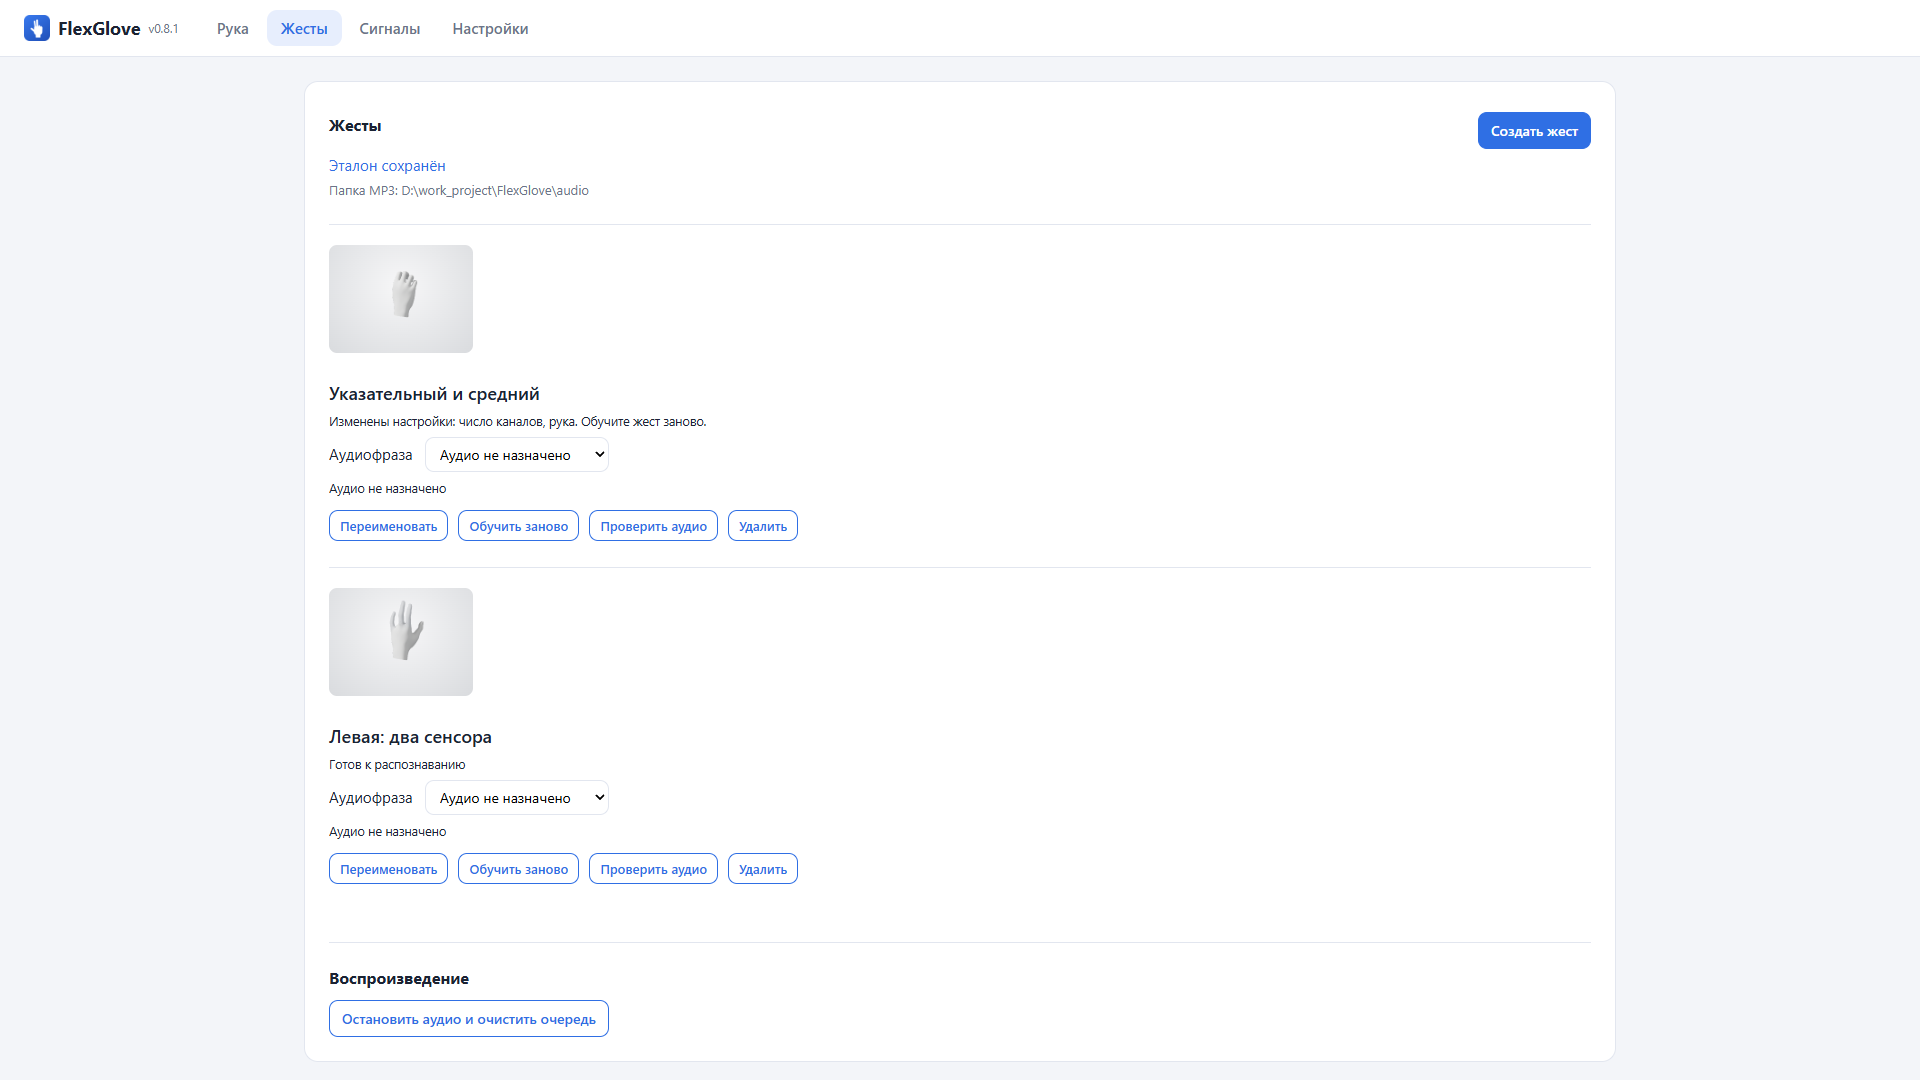 FlexGlove v0.8.1 Рука Жесты Сигналы Настройки
Жесты
Создать жест
Эталон сохранён
Папка MP3: D:\work_project\FlexGlove\audio
Указательный и средний
Изменены настройки: число каналов, рука. Обучите жест заново.
Аудиофраза Аудио не назначено
Аудио не назначено
Переименовать Обучить заново Проверить аудио Удалить
Левая: два сенсора
Готов к распознаванию
Аудиофраза Аудио не назначено
Аудио не назначено
Переименовать Обучить заново Проверить аудио Удалить
Воспроизведение
Остановить аудио и очистить очередь